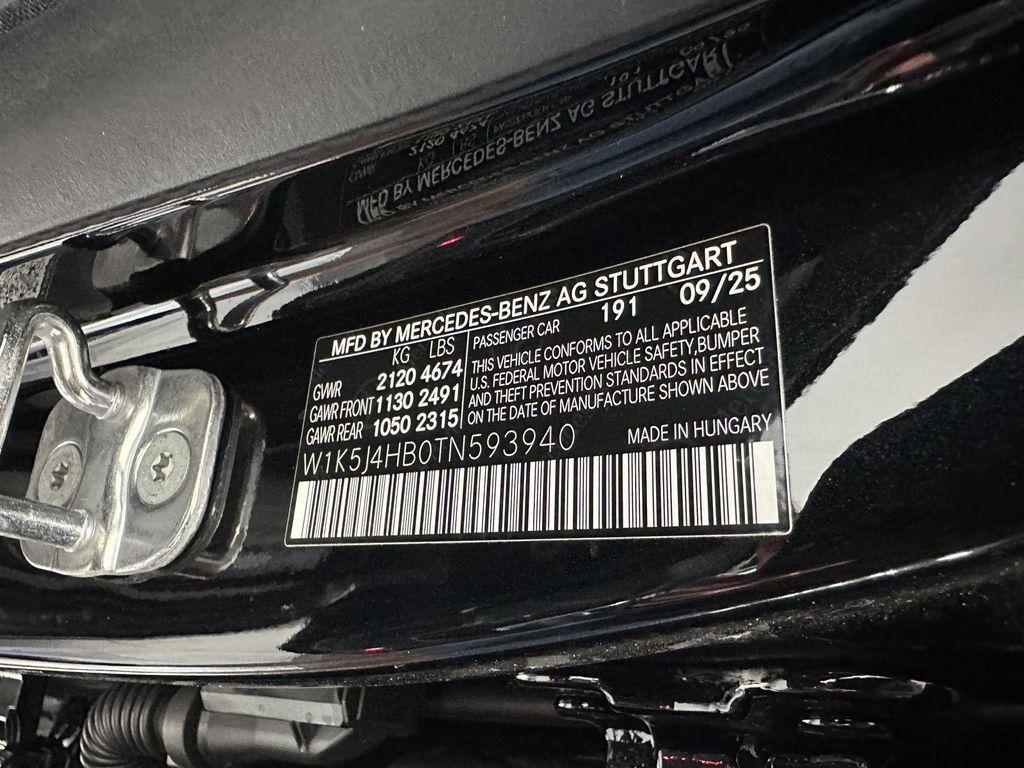 MFD BY MERCEDES-BENZ AG STUTTGART
KG LBS
GWR 2120 4674
GAWR FRONT 1130 2491
GAWR REAR 1050 2315
PASSENGER CAR 191 09/25
THIS VEHICLE CONFORMS TO ALL APPLICABLE
U.S. FEDERAL MOTOR VEHICLE SAFETY,BUMPER
AND THEFT PREVENTION STANDARDS IN EFFECT
ON THE DATE OF MANUFACTURE SHOWN ABOVE
W1K5J4HB0TN593940
MADE IN HUNGARY